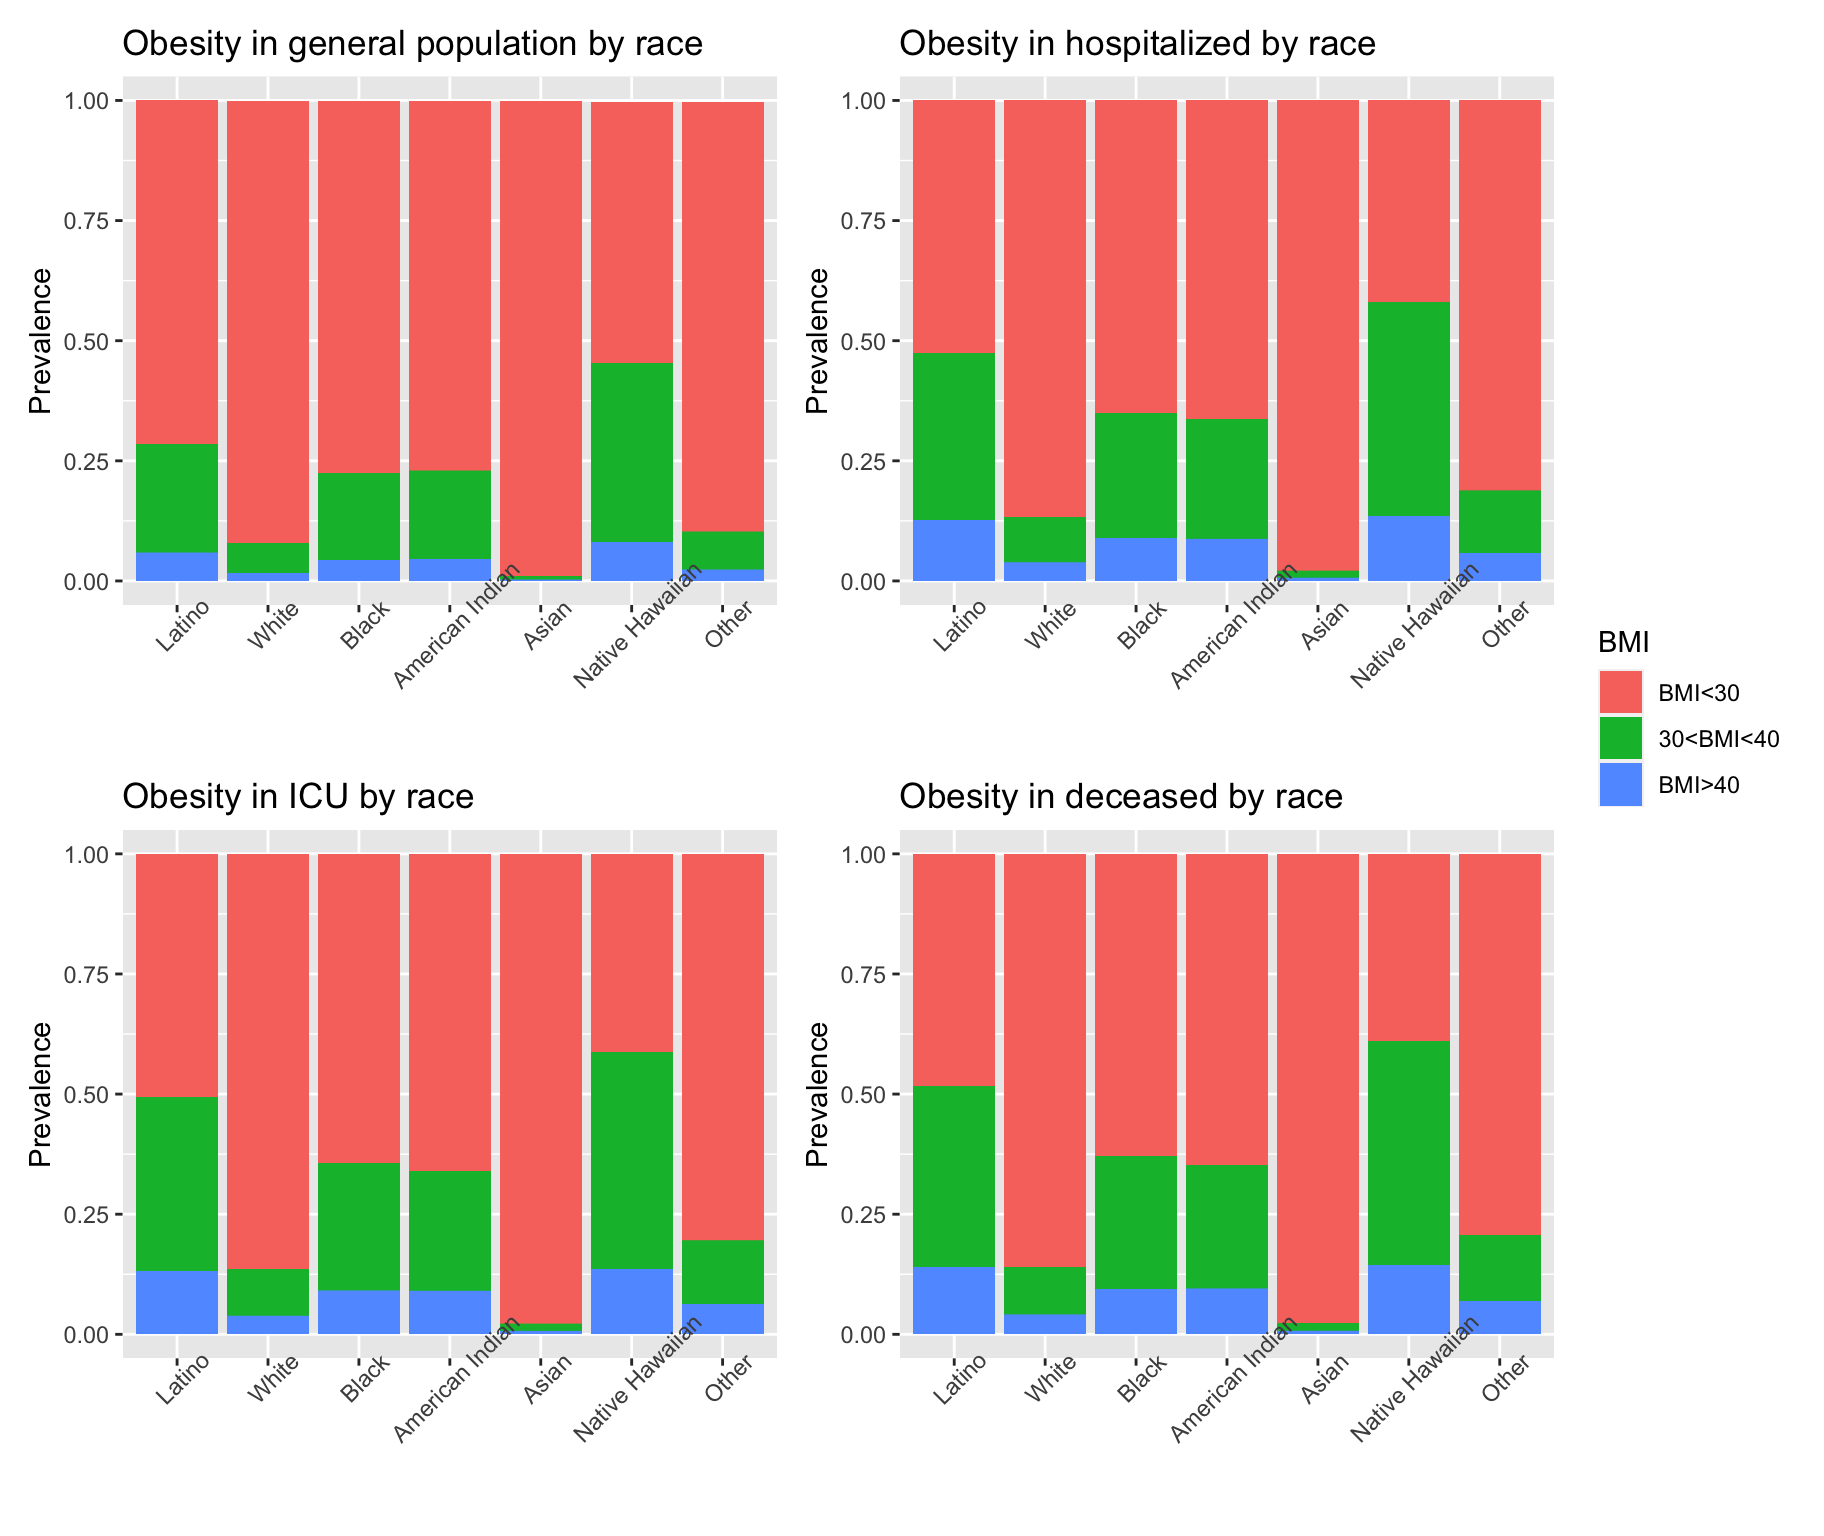 Obesity in general population by race
Prevalence
1.00
0.75
0.50
0.25
0.00
Latino
White
Black
American Indian
Asian
Native Hawaiian
Other
Obesity in hospitalized by race
Prevalence
1.00
0.75
0.50
0.25
0.00
Latino
White
Black
American Indian
Asian
Native Hawaiian
Other
BMI
BMI<30
30<BMI<40
BMI>40
Obesity in ICU by race
Prevalence
1.00
0.75
0.50
0.25
0.00
Latino
White
Black
American Indian
Asian
Native Hawaiian
Other
Obesity in deceased by race
Prevalence
1.00
0.75
0.50
0.25
0.00
Latino
White
Black
American Indian
Asian
Native Hawaiian
Other